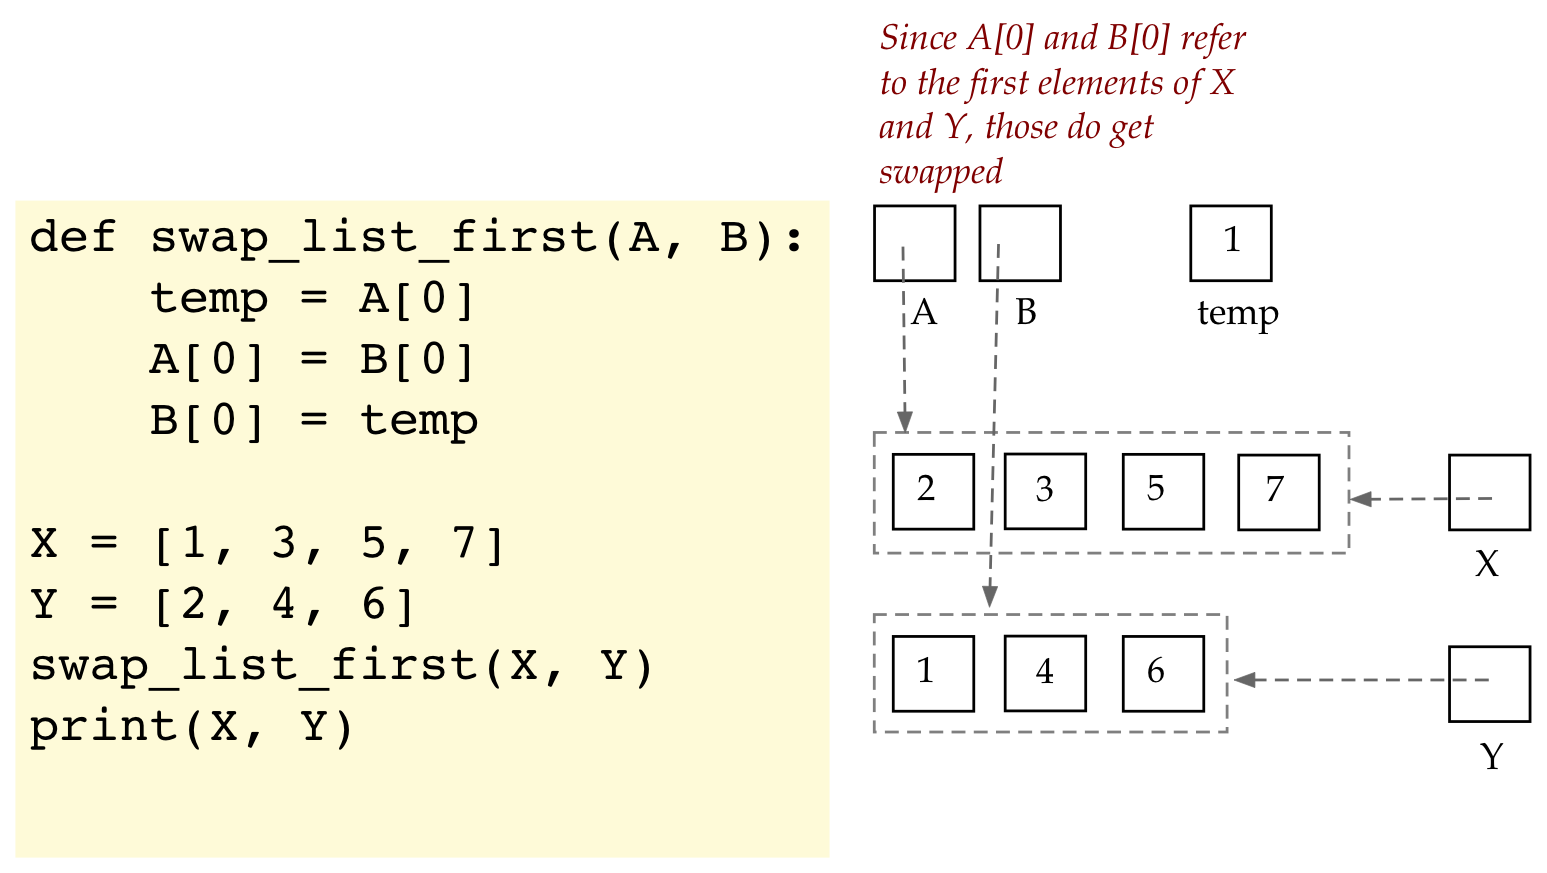 Since A[0] and B[0] refer
to the first elements of X
and Y, those do get
swapped
def swap_list_first(A, B):
    temp = A[0]
    A[0] = B[0]
    B[0] = temp
X = [1, 3, 5, 7]
Y = [2, 4, 6]
swap_list_first(X, Y)
print(X, Y)
1
A B temp
2 3 5 7
X
1 4 6
Y